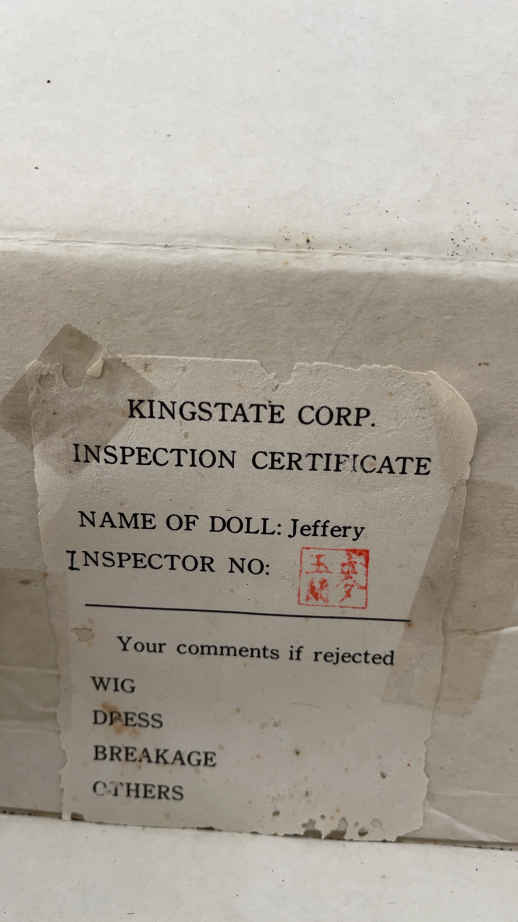 KINGSTATE CORP.
INSPECTION CERTIFICATE
NAME OF DOLL: Jeffery
INSPECTOR NO:
Your comments if rejected
WIG
DRESS
BREAKAGE
OTHERS